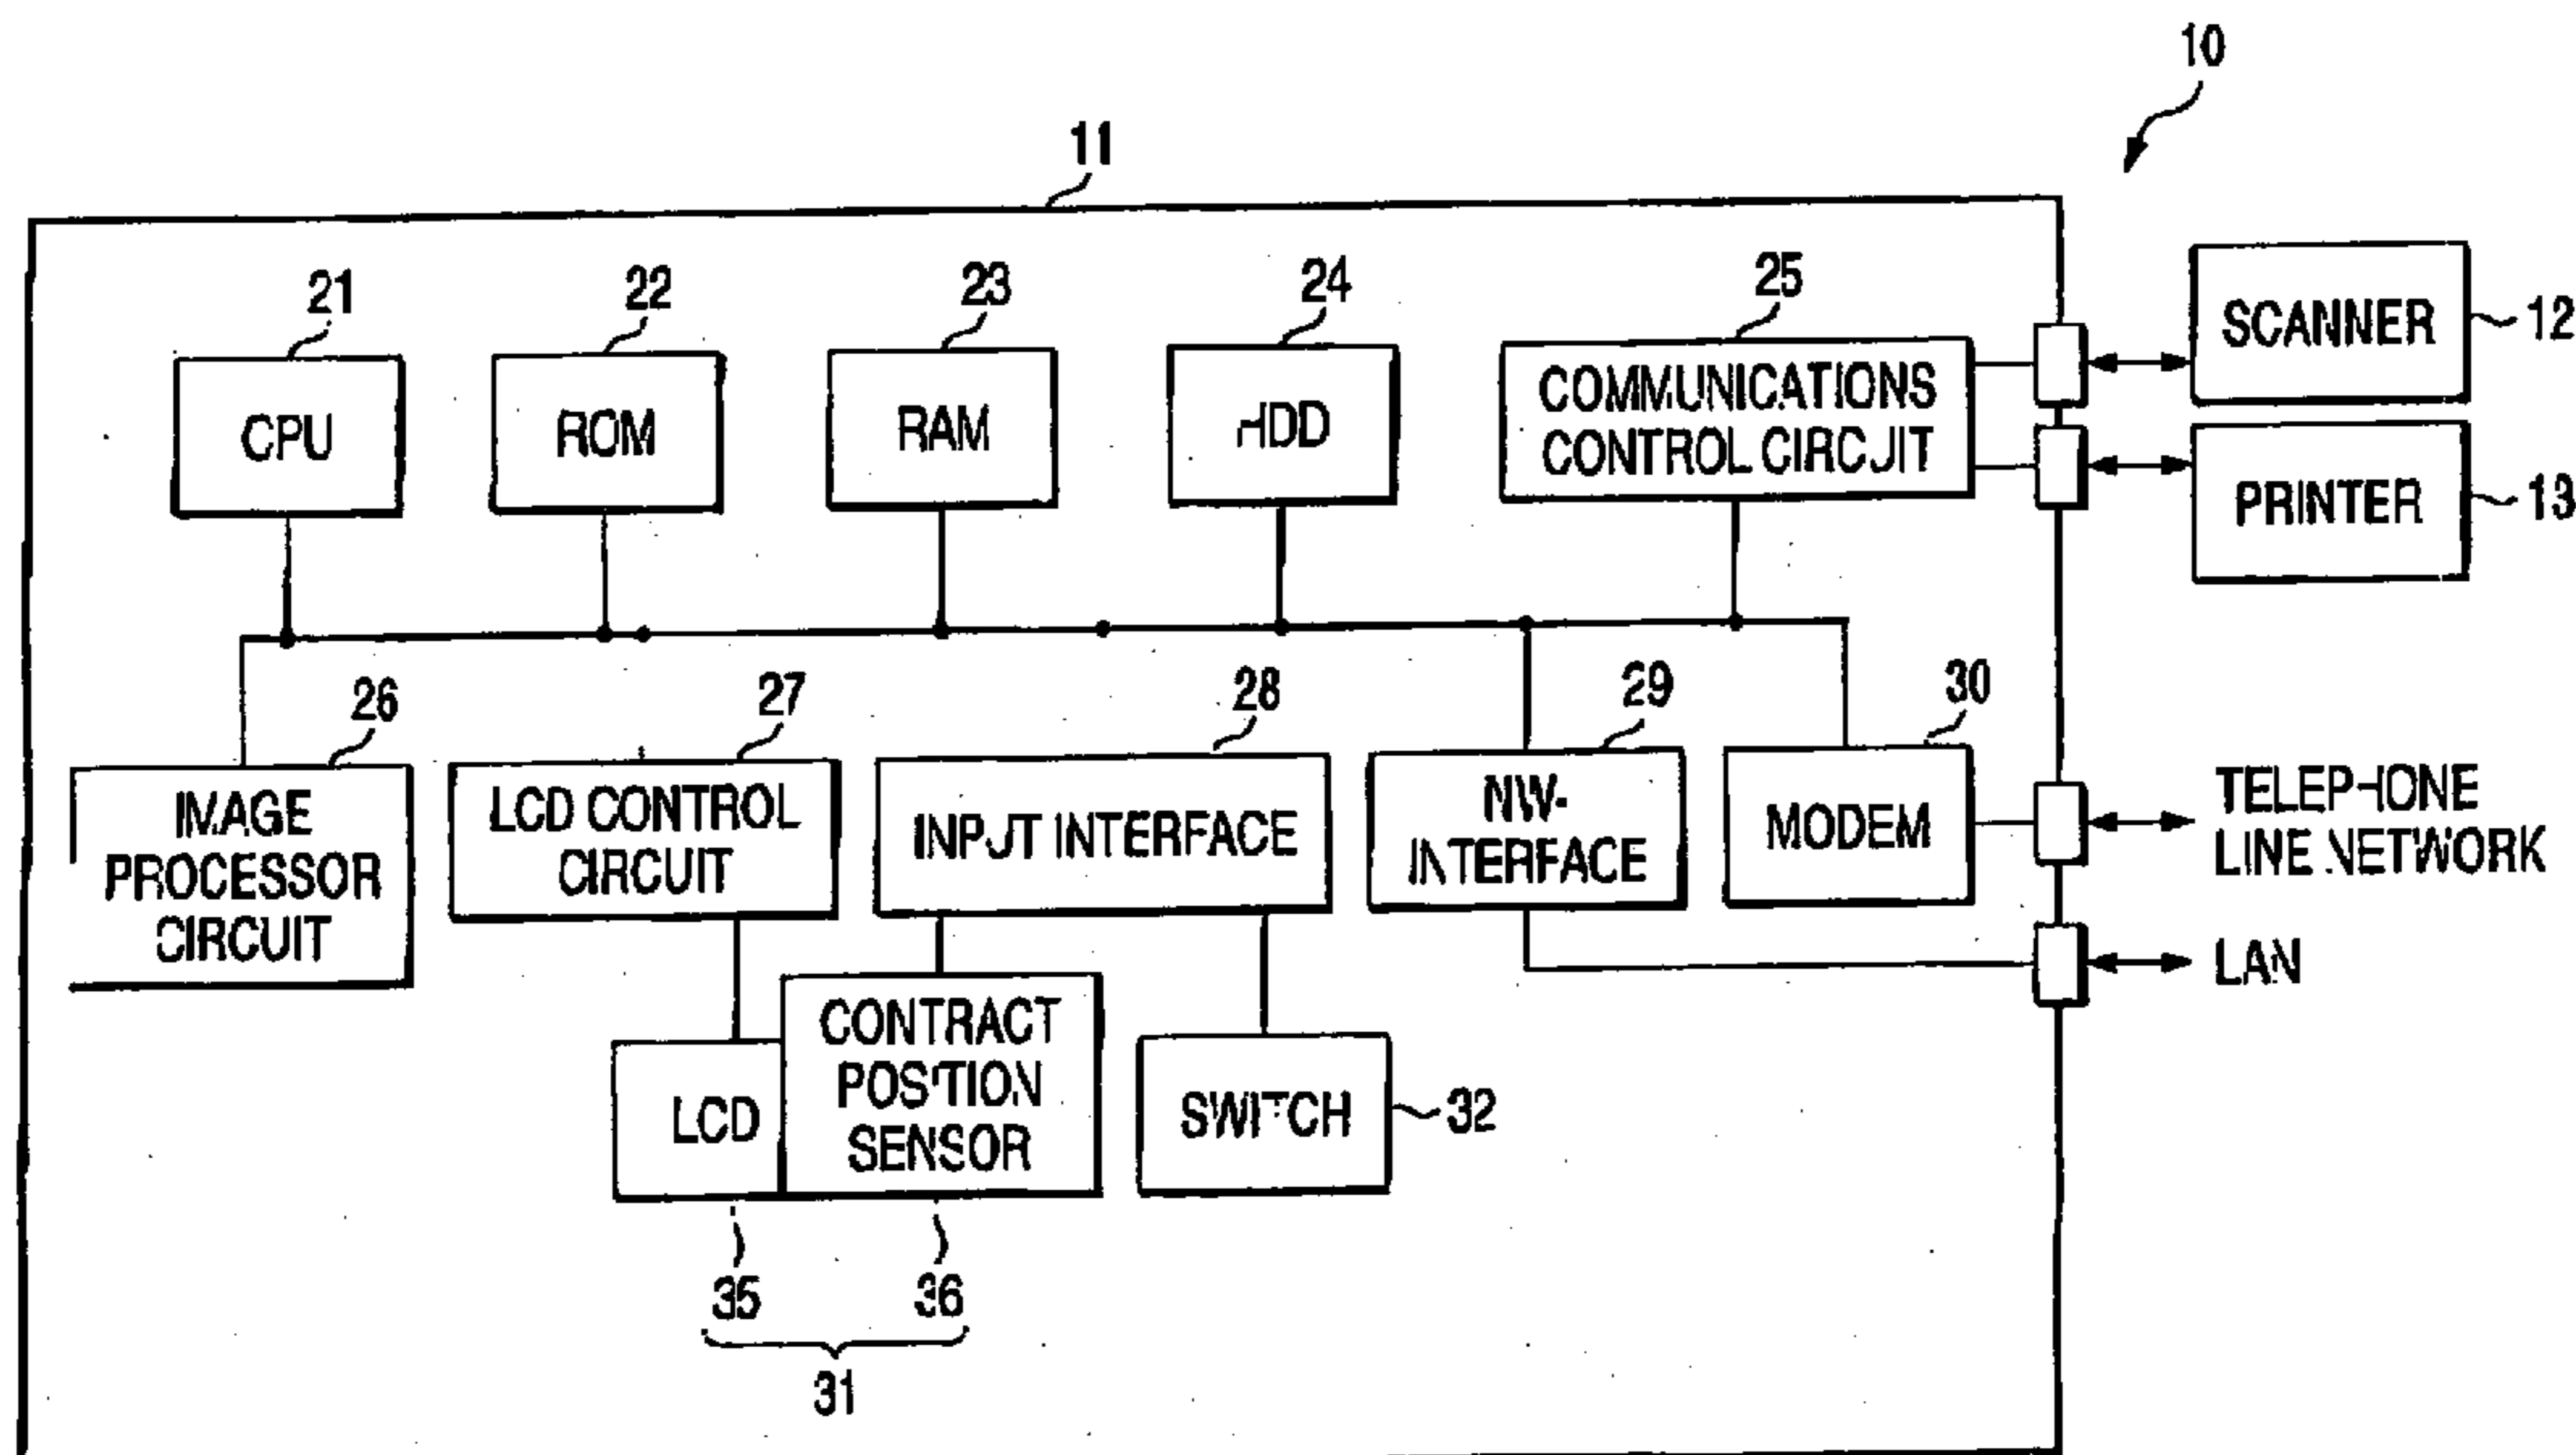 10
11
21
22
23
24
25
CPU
ROM
RAM
HDD
COMMUNICATIONS
CONTROL CIRCUIT
SCANNER
12
PRINTER
13
26
27
28
29
30
IMAGE
PROCESSOR
CIRCUIT
LCD CONTROL
CIRCUIT
INPUT INTERFACE
NW-
INTERFACE
MODEM
TELEPHONE
LINE NETWORK
LAN
LCD
CONTRACT
POSITION
SENSOR
SWITCH
32
35
36
31